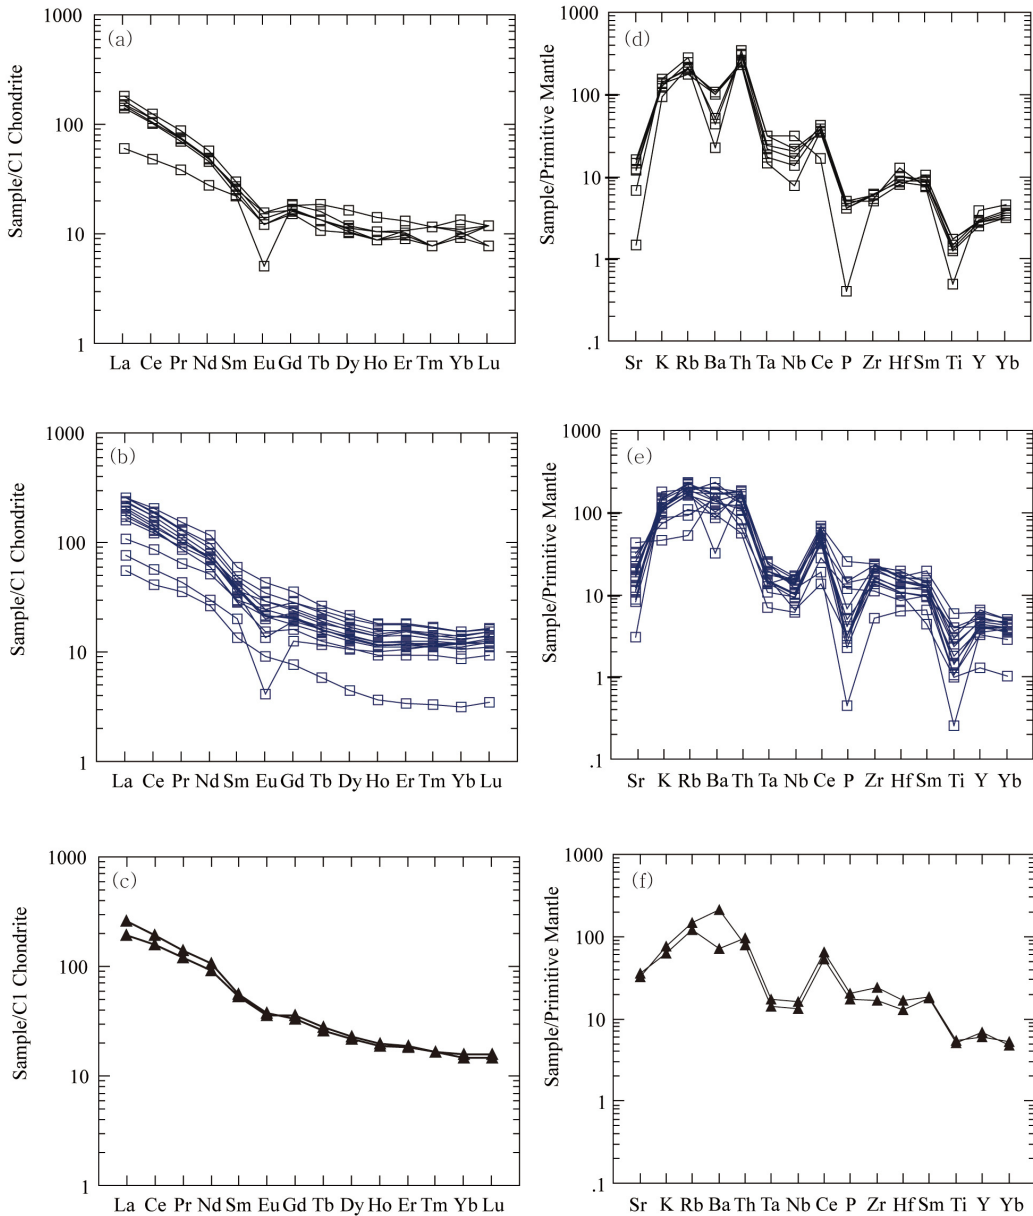 (a)
Sample/C1 Chondrite
1000
100
10
1
La Ce Pr Nd Sm Eu Gd Tb Dy Ho Er Tm Yb Lu
(d)
Sample/Primitive Mantle
1000
100
10
1
.1
Sr K Rb Ba Th Ta Nb Ce P Zr Hf Sm Ti Y Yb
(b)
Sample/C1 Chondrite
1000
100
10
1
La Ce Pr Nd Sm Eu Gd Tb Dy Ho Er Tm Yb Lu
(e)
Sample/Primitive Mantle
1000
100
10
1
.1
Sr K Rb Ba Th Ta Nb Ce P Zr Hf Sm Ti Y Yb
(c)
Sample/C1 Chondrite
1000
100
10
1
La Ce Pr Nd Sm Eu Gd Tb Dy Ho Er Tm Yb Lu
(f)
Sample/Primitive Mantle
1000
100
10
1
.1
Sr K Rb Ba Th Ta Nb Ce P Zr Hf Sm Ti Y Yb